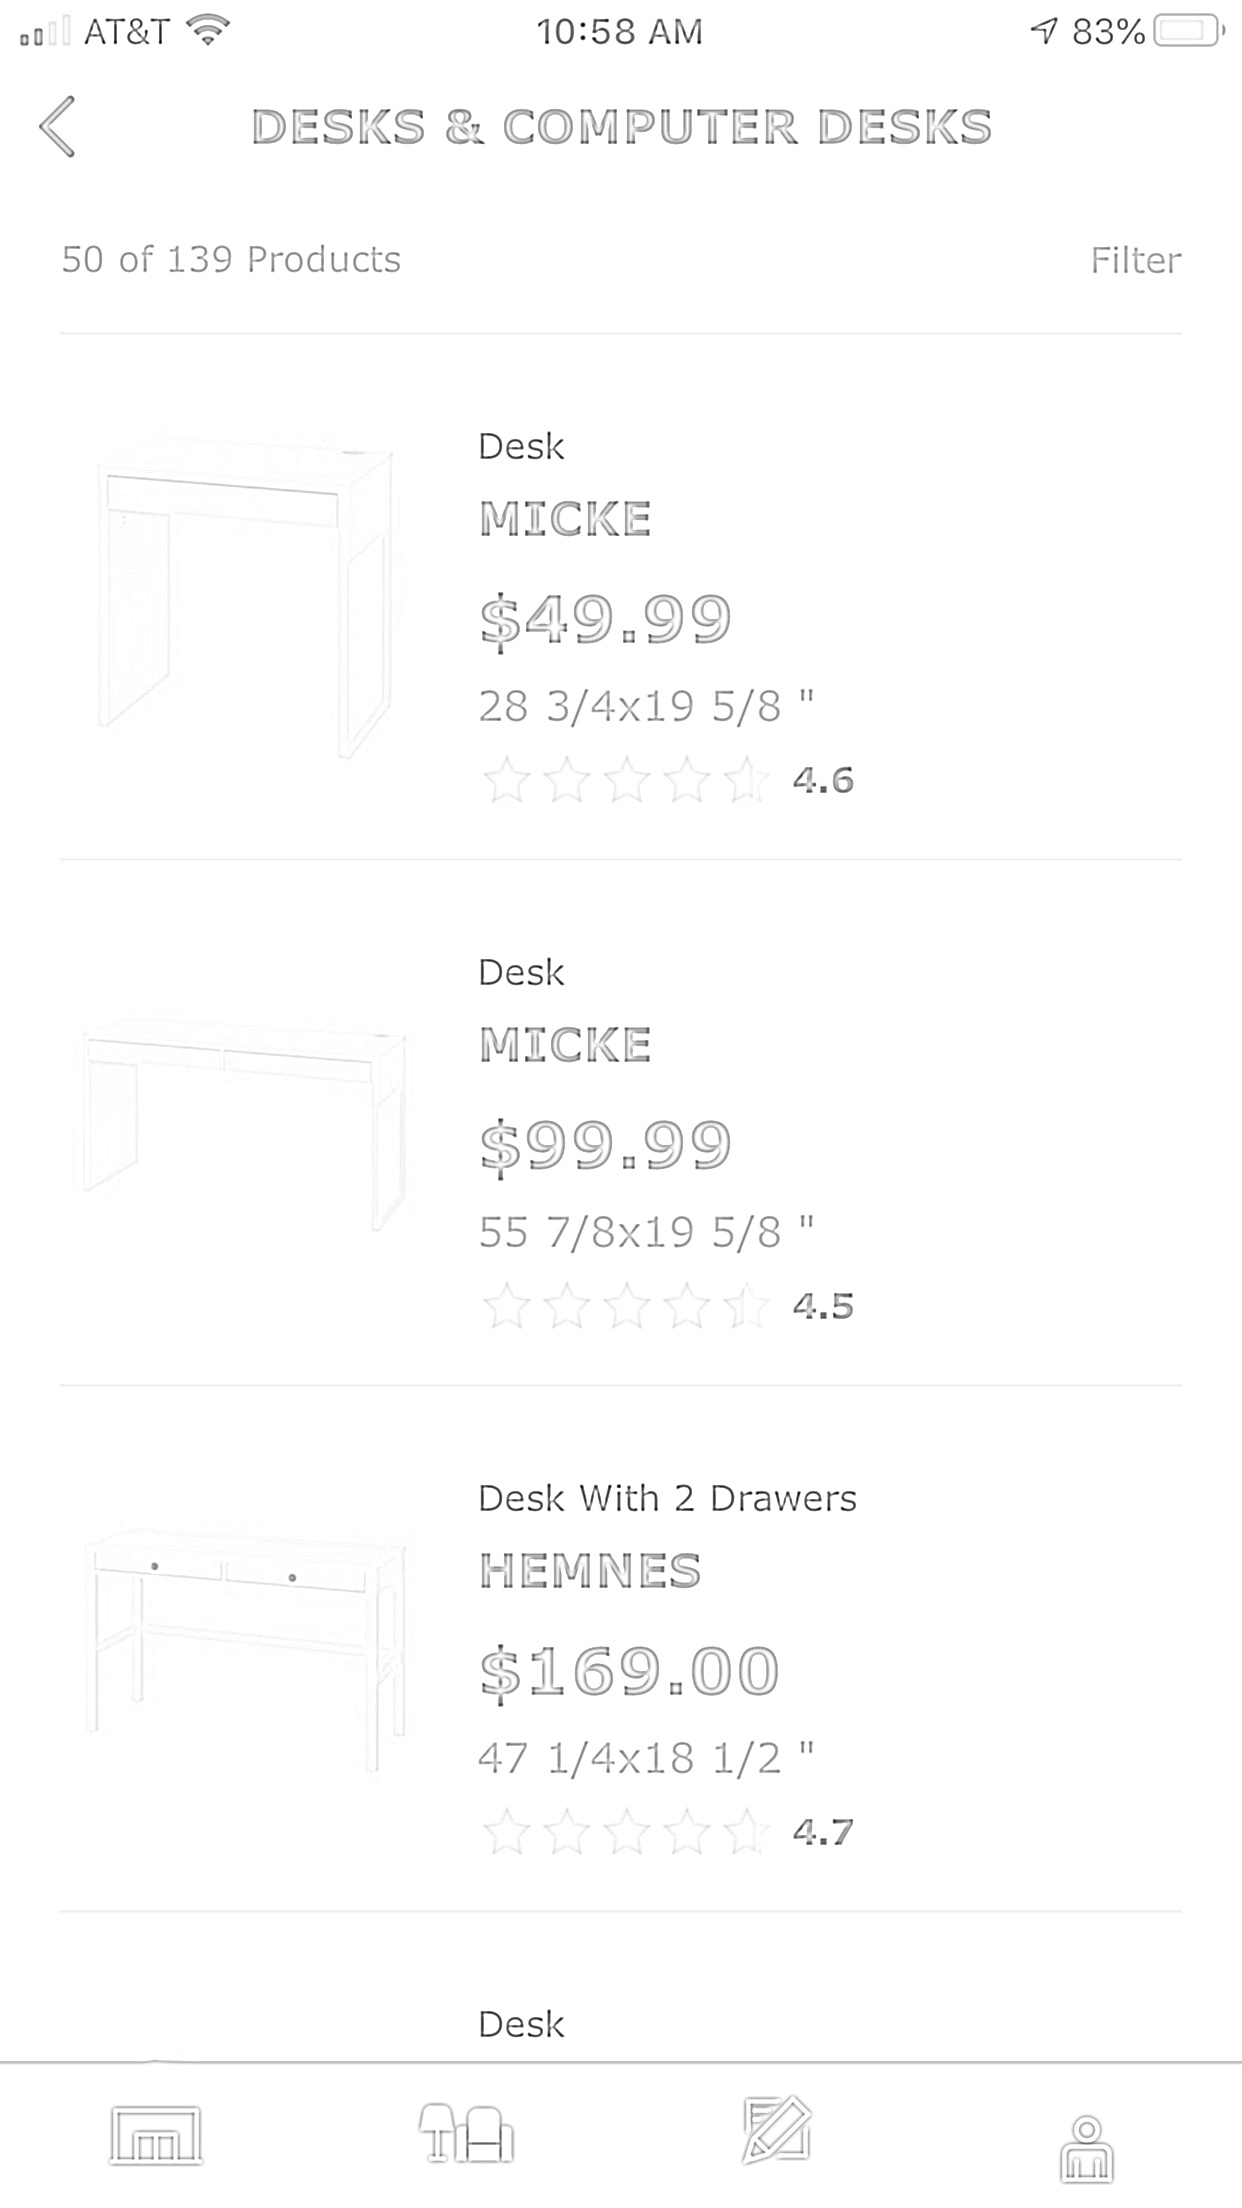 AT&T 10:58 AM 83%
DESKS & COMPUTER DESKS
50 of 139 Products Filter
Desk
MICKE
$49.99
28 3/4x19 5/8 "
4.6
Desk
MICKE
$99.99
55 7/8x19 5/8 "
4.5
Desk With 2 Drawers
HEMNES
$169.00
47 1/4x18 1/2 "
4.7
Desk